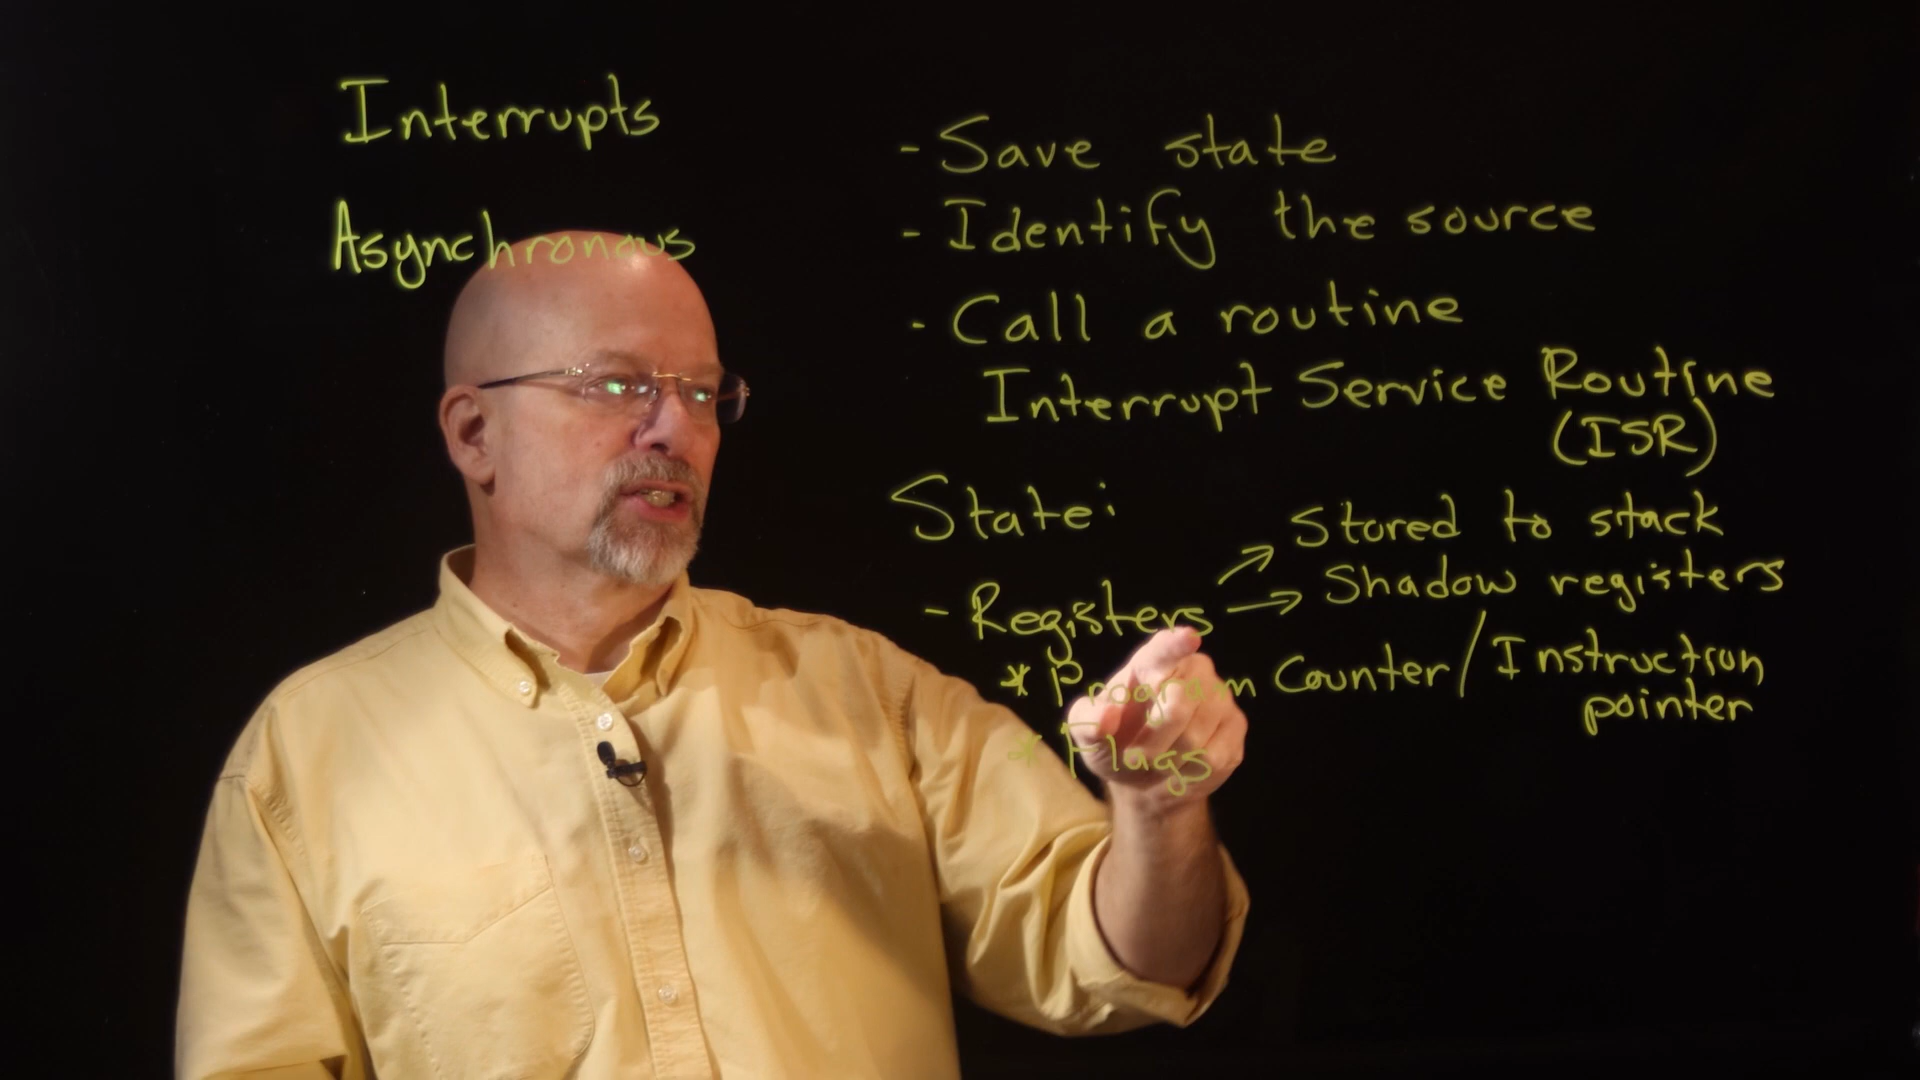 Interrupts
Asynchronous
- Save state
- Identify the source
- Call a routine
Interrupt Service Routine
(ISR)
State:
- Registers → Stored to stack
→ Shadow registers
* Program Counter / Instruction
pointer
* Flags